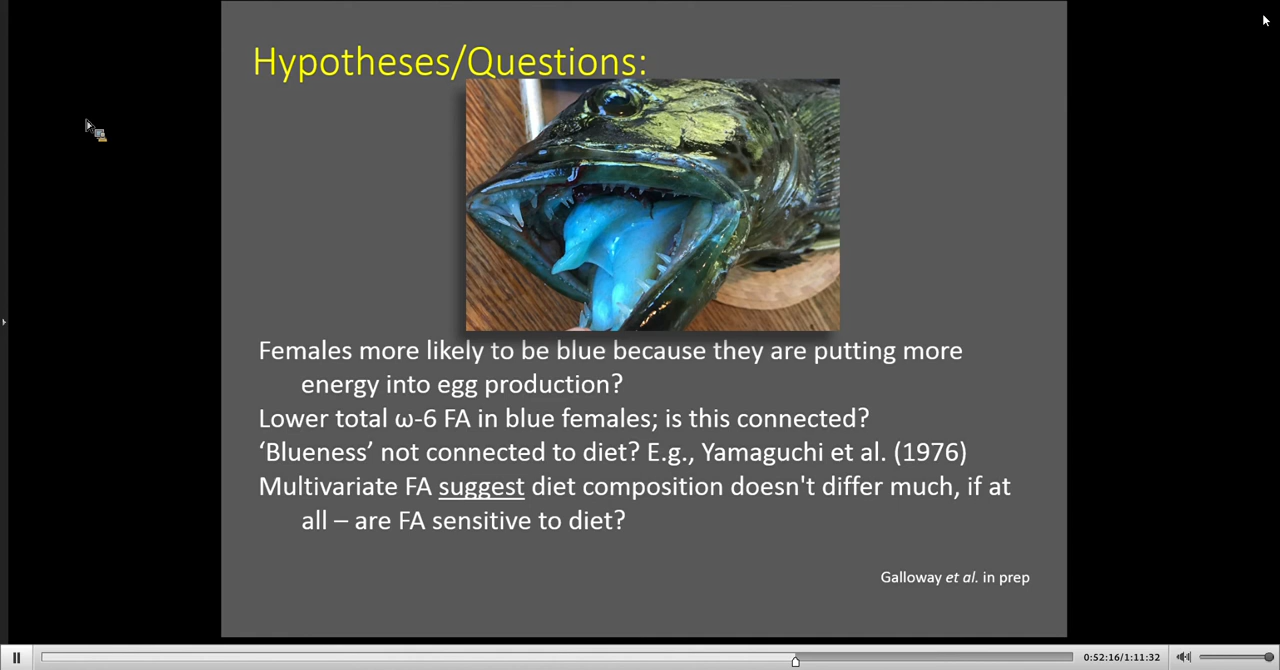 Hypotheses/Questions:
Females more likely to be blue because they are putting more
energy into egg production?
Lower total ω-6 FA in blue females; is this connected?
‘Blueness’ not connected to diet? E.g., Yamaguchi et al. (1976)
Multivariate FA suggest diet composition doesn't differ much, if at
all – are FA sensitive to diet?
Galloway et al. in prep
0:52:16/1:11:32